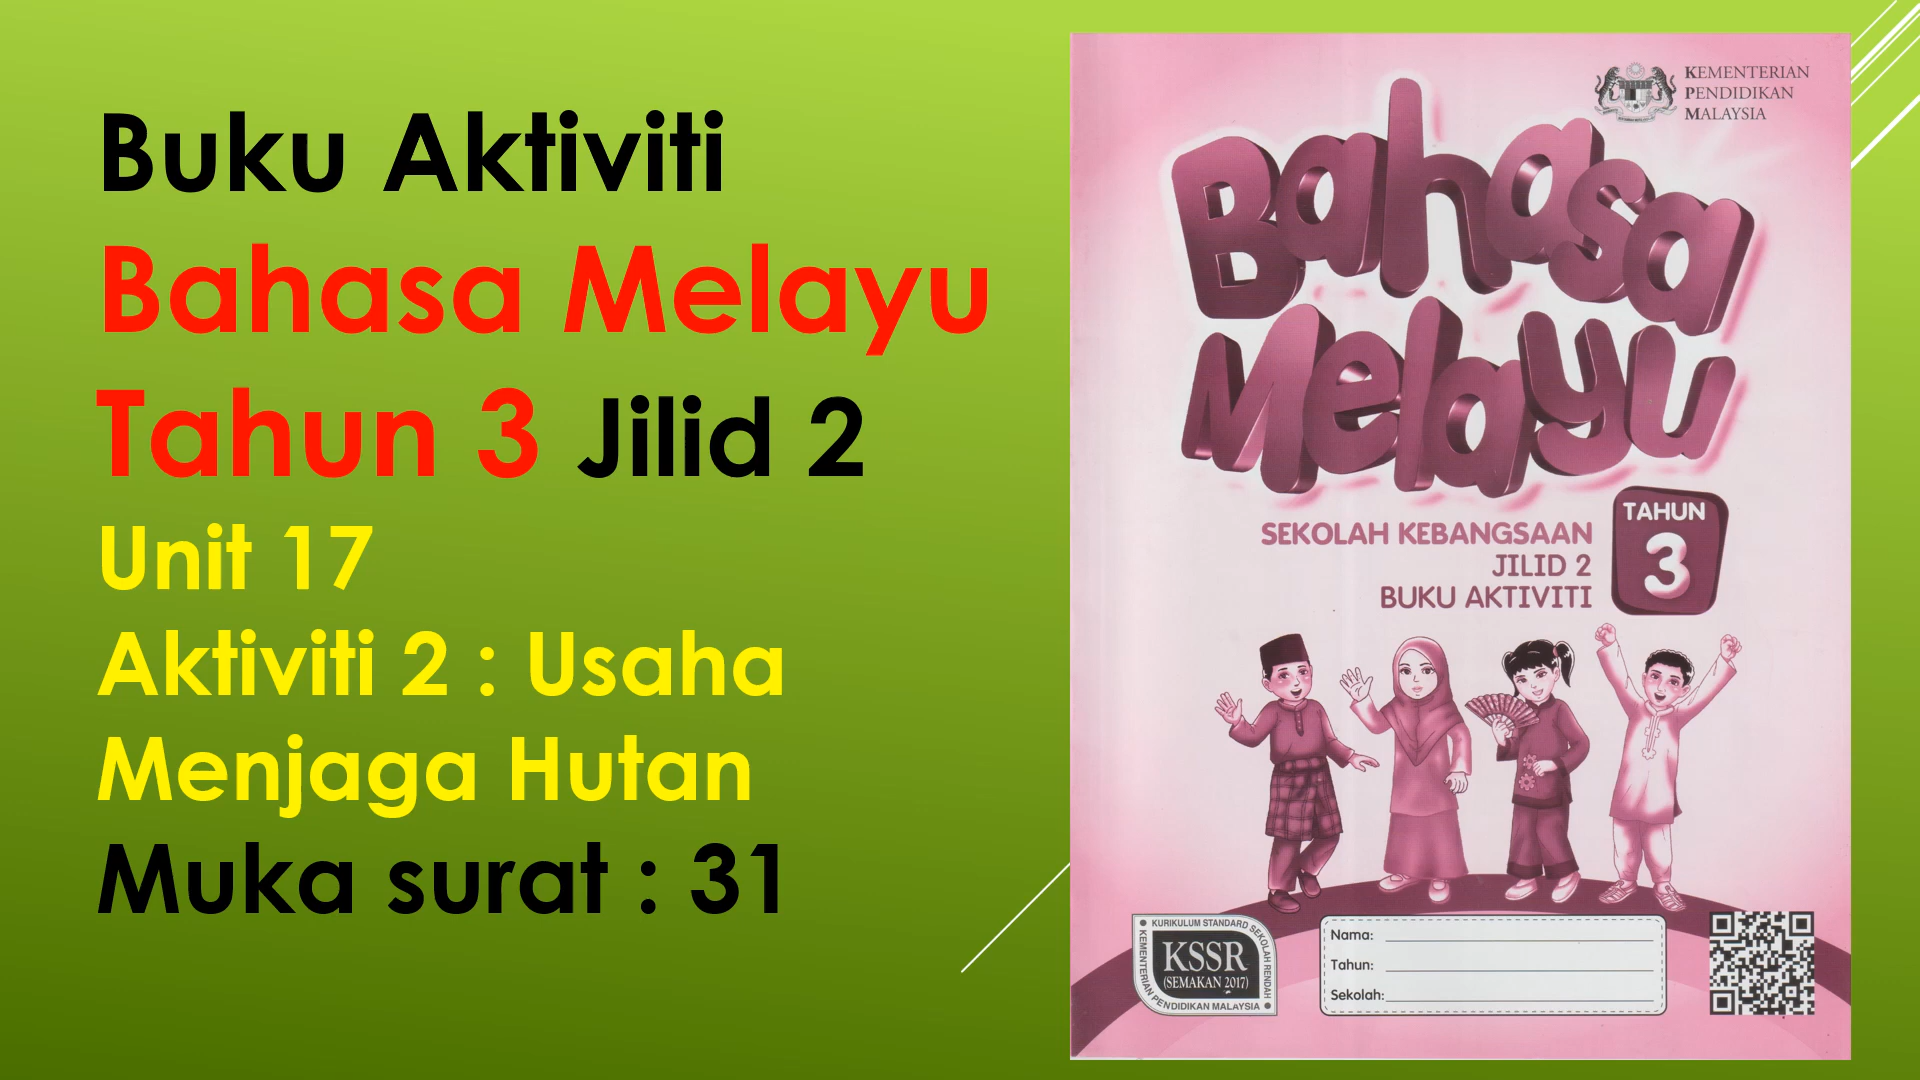 Buku Aktiviti
Bahasa Melayu
Tahun 3 Jilid 2
Unit 17
Aktiviti 2 : Usaha
Menjaga Hutan
Muka surat : 31
KEMENTERIAN
PENDIDIKAN
MALAYSIA
Bahasa
Melayu
SEKOLAH KEBANGSAAN
JILID 2
BUKU AKTIVITI
TAHUN
3
KURIKULUM STANDARD SEKOLAH RENDAH
KEMENTERIAN PENDIDIKAN MALAYSIA
KSSR
(SEMAKAN 2017)
Nama:
Tahun:
Sekolah: